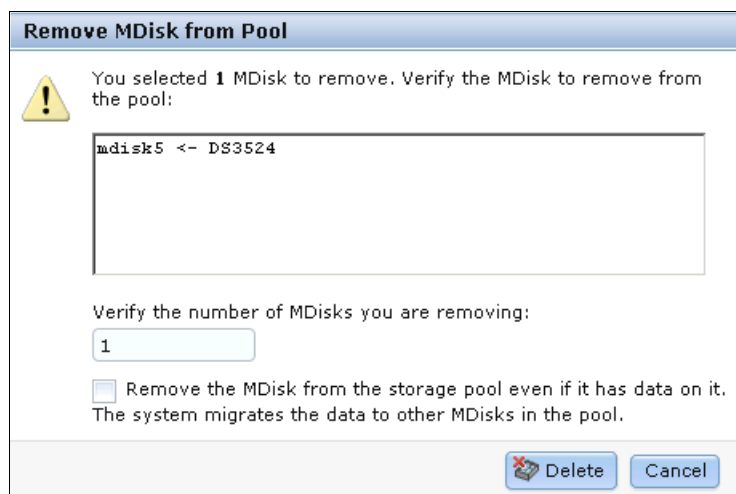 Remove MDisk from Pool
You selected 1 MDisk to remove. Verify the MDisk to remove from
the pool:
mdisk5 <- DS3524
Verify the number of MDisks you are removing:
1
Remove the MDisk from the storage pool even if it has data on it.
The system migrates the data to other MDisks in the pool.
Delete
Cancel